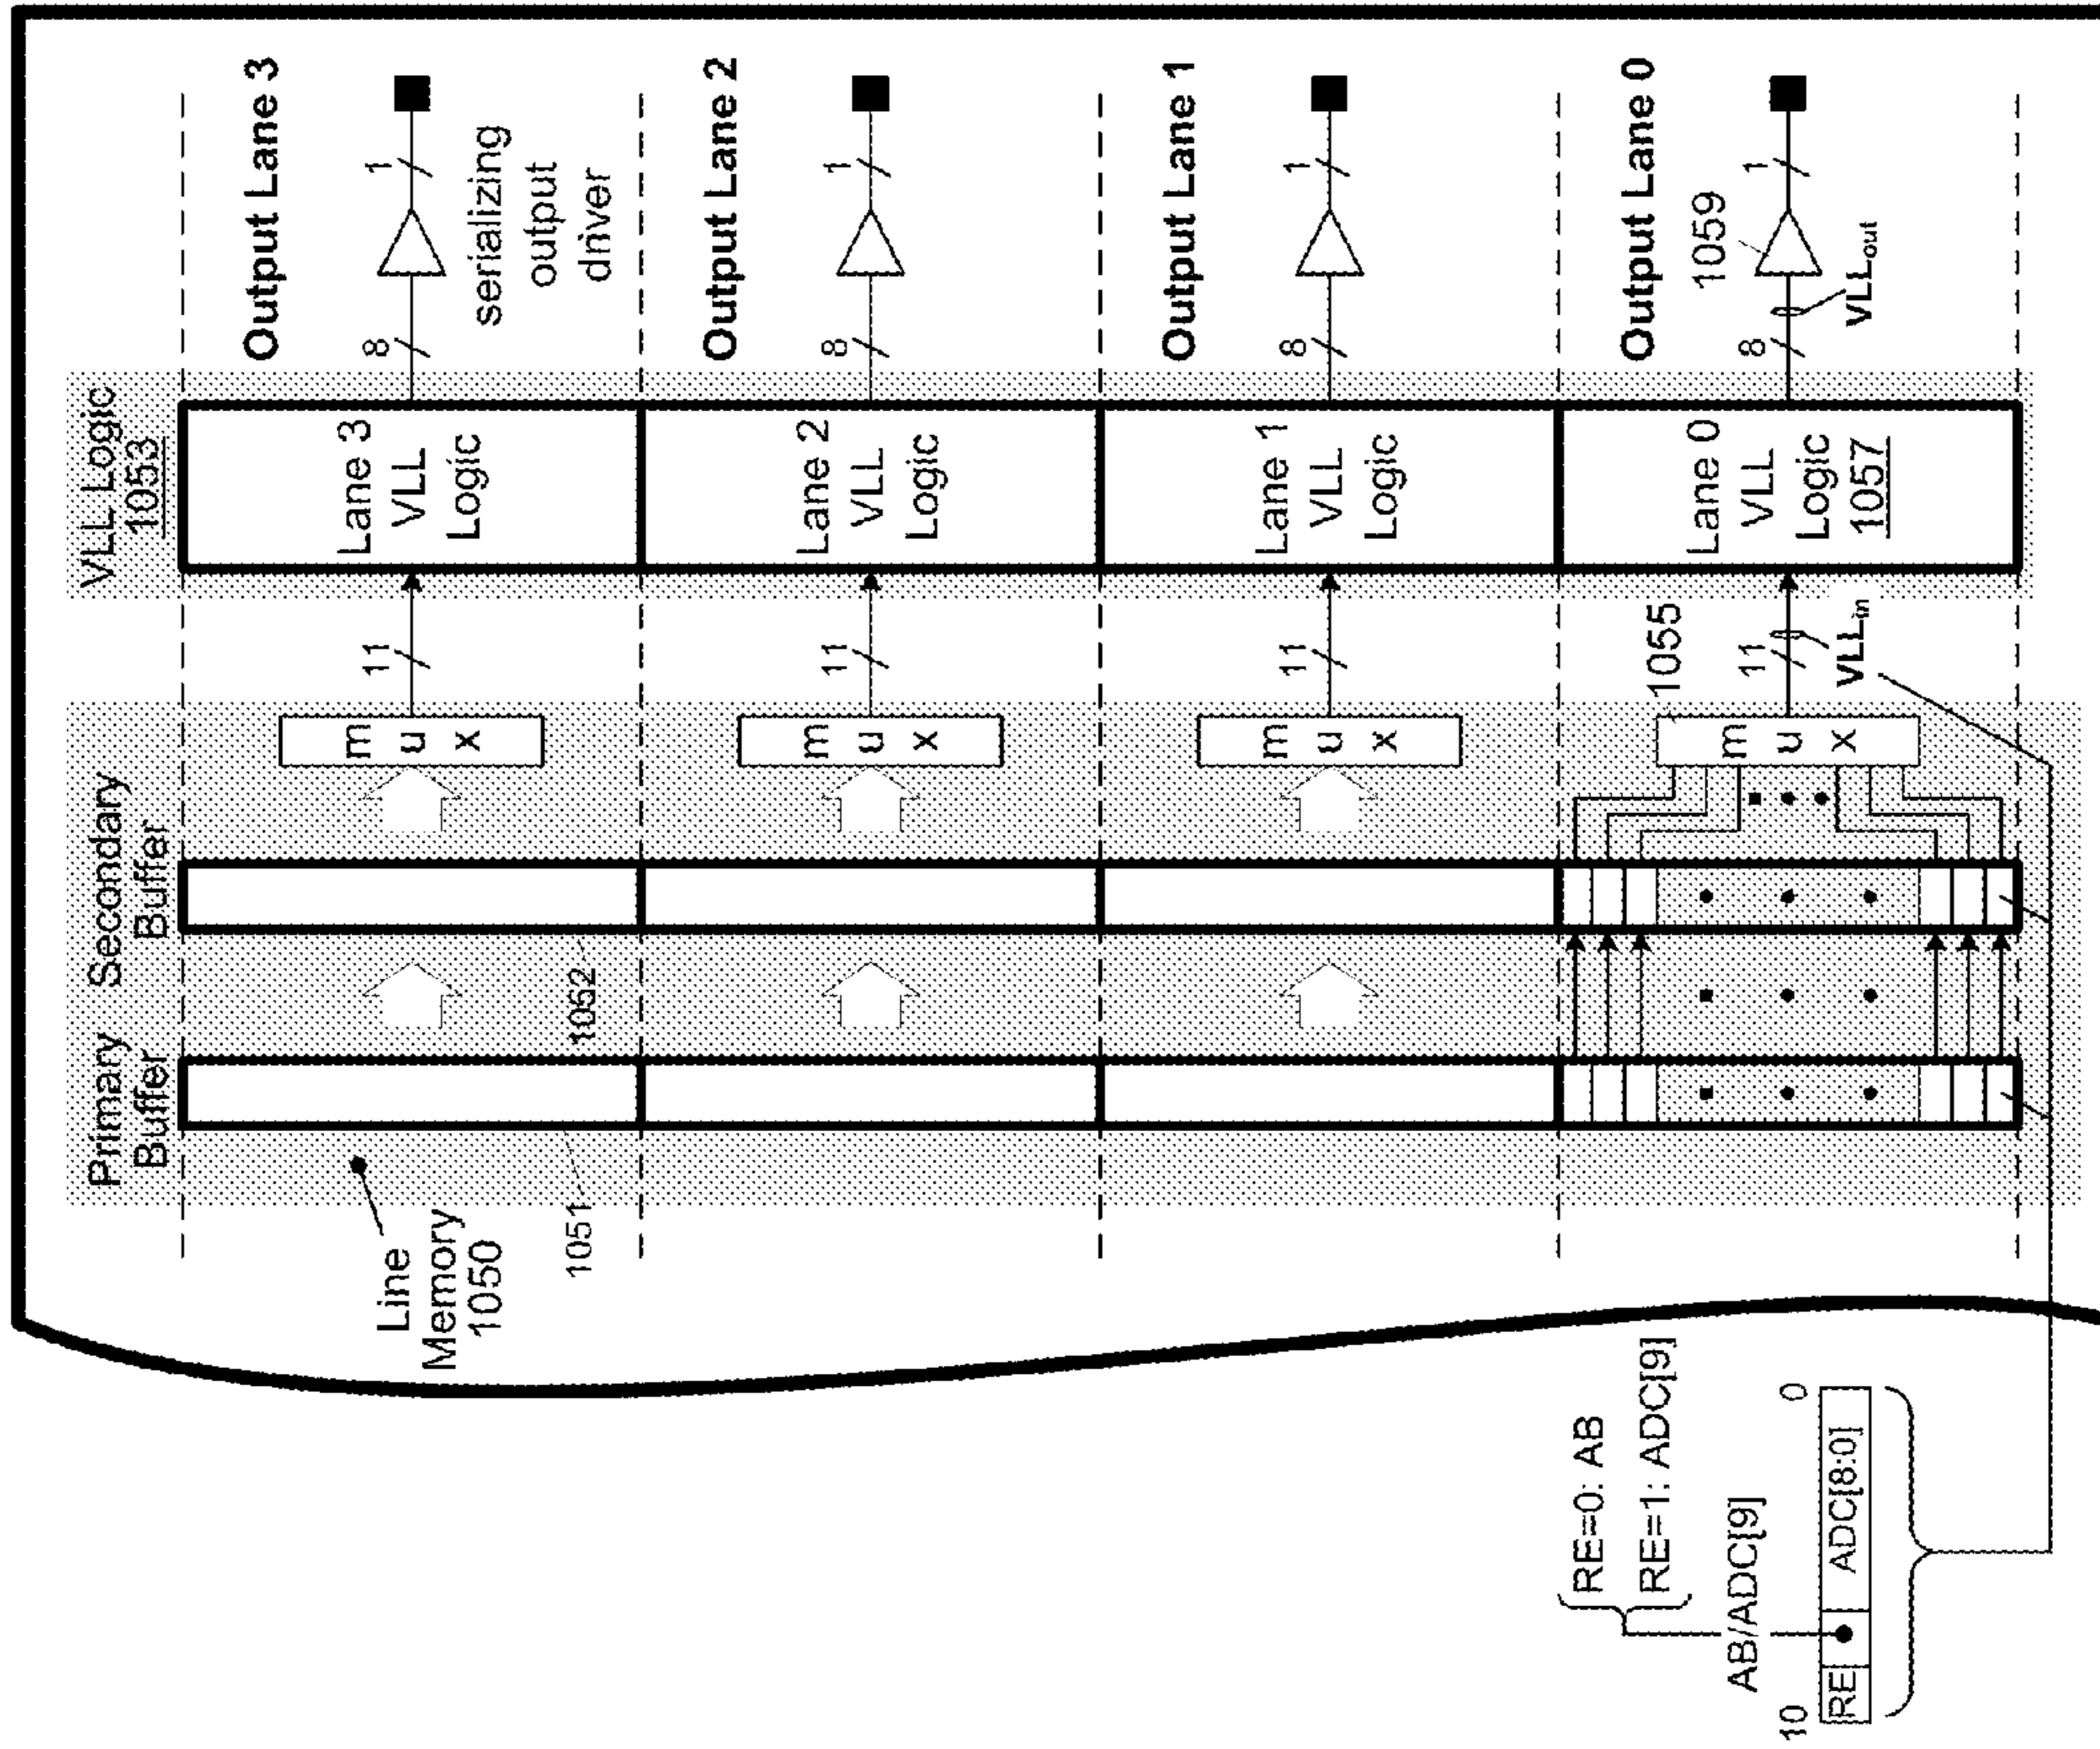 Primary
Buffer
Secondary
Buffer
VLL Logic
1053
Line
Memory
1050
1051
1052
m
u
x
11
Lane 3
VLL
Logic
8
1
Output Lane 3
serializing
output
driver
m
u
x
11
Lane 2
VLL
Logic
8
1
Output Lane 2
m
u
x
11
Lane 1
VLL
Logic
8
1
Output Lane 1
m
u
x
1055
11
VLLin
Lane 0
VLL
Logic
1057
8
VLLout
1059
1
Output Lane 0
RE=0: AB
RE=1: ADC[9]
AB/ADC[9]
10
0
RE
ADC[8:0]